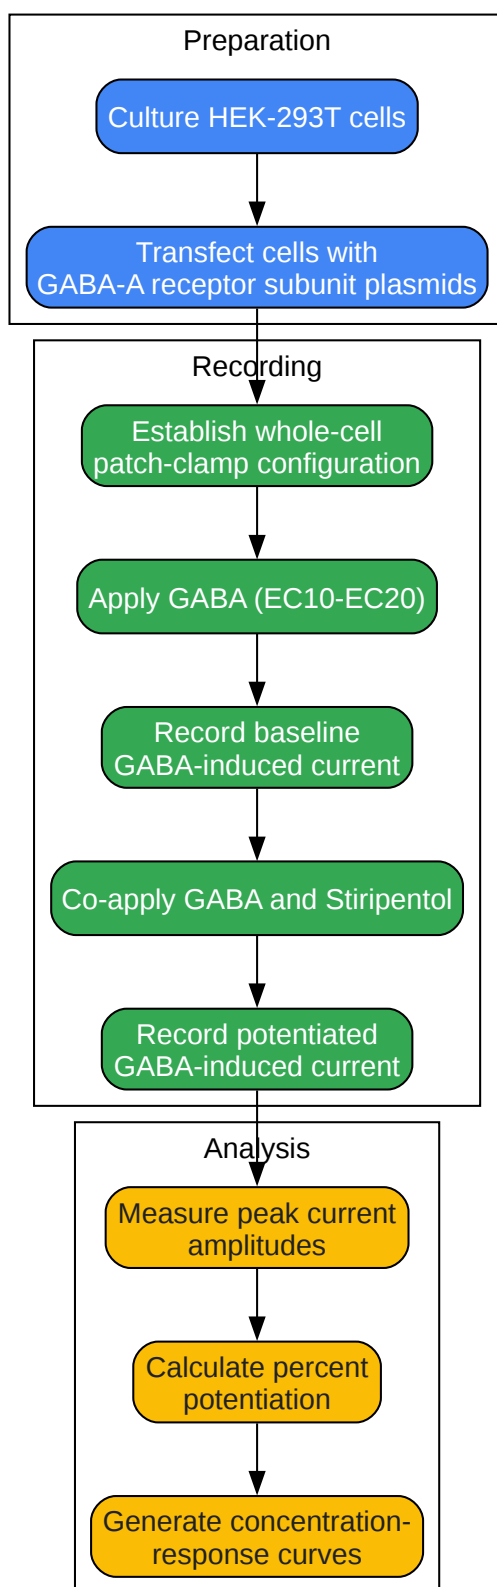 Preparation
Culture HEK-293T cells
Transfect cells with
GABA-A receptor subunit plasmids
Recording
Establish whole-cell
patch-clamp configuration
Apply GABA (EC10-EC20)
Record baseline
GABA-induced current
Co-apply GABA and Stiripentol
Record potentiated
GABA-induced current
Analysis
Measure peak current
amplitudes
Calculate percent
potentiation
Generate concentration-
response curves